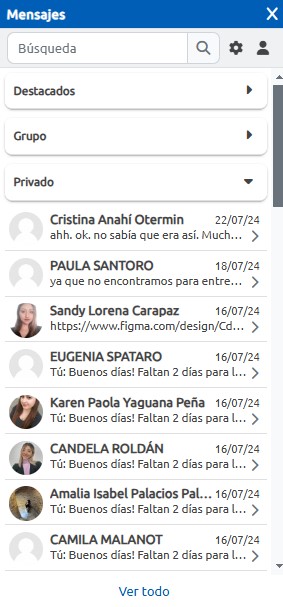 Mensajes X
Búsqueda
Destacados
Grupo
Privado
Cristina Anahí Otermin 22/07/24
ahh. ok. no sabía que era así. Much...
PAULA SANTORO 18/07/24
ya que no encontramos para entre...
Sandy Lorena Carapaz 16/07/24
https://www.figma.com/design/Cd...
EUGENIA SPATARO 16/07/24
Tú: Buenos días! Faltan 2 días para l...
Karen Paola Yaguana Peña 16/07/24
Tú: Buenos días! Faltan 2 días para l...
CANDELA ROLDÁN 16/07/24
Tú: Buenos días! Faltan 2 días para l...
Amalia Isabel Palacios Pal... 16/07/24
Tú: Buenos días! Faltan 2 días para l...
CAMILA MALANOT 16/07/24
Tú: Buenos días! Faltan 2 días para l...
Ver todo